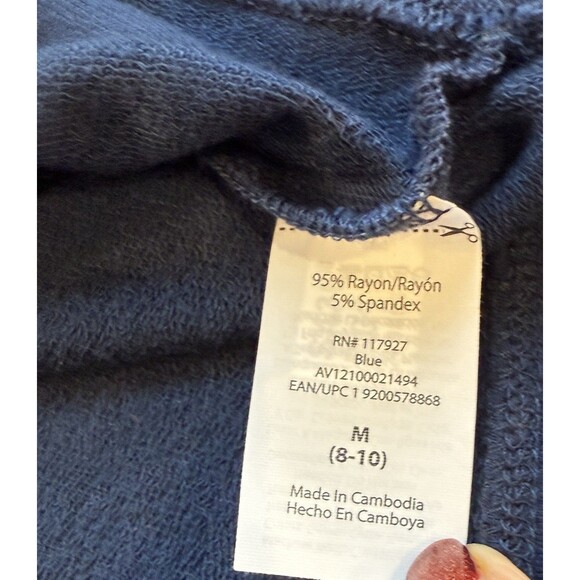 95% Rayon/Rayón
5% Spandex
RN# 117927
Blue
AV12100021494
EAN/UPC 1 9200578868
M
(8-10)
Made In Cambodia
Hecho En Camboya